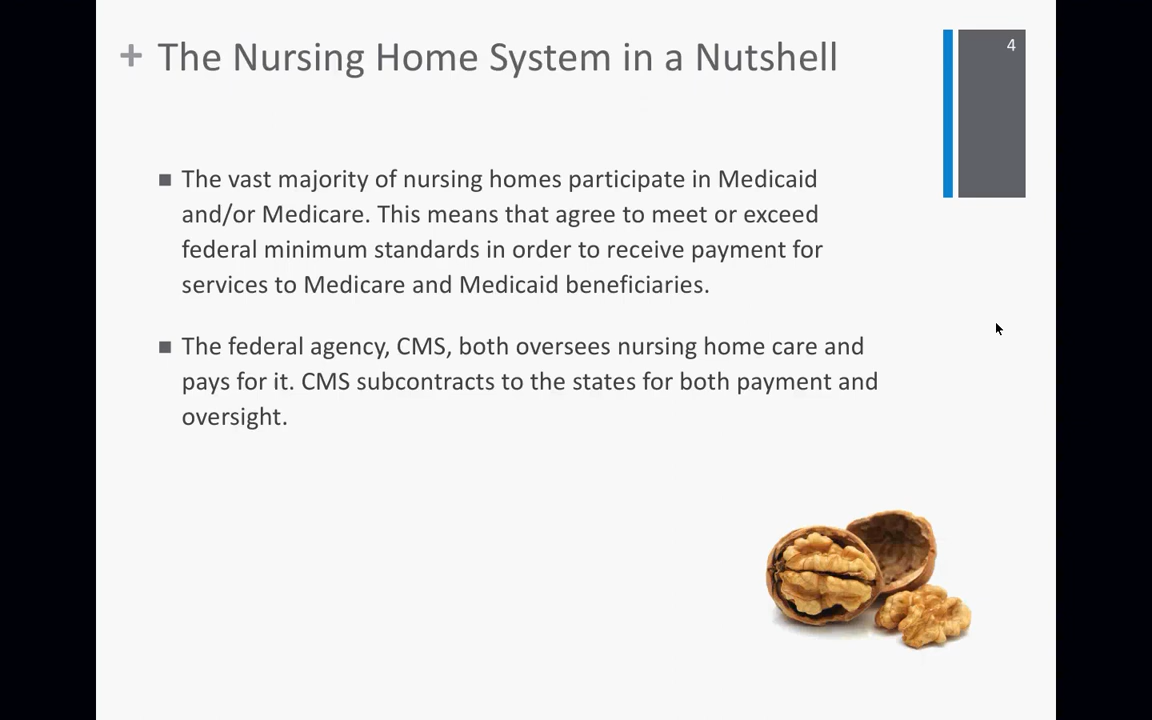 + The Nursing Home System in a Nutshell
4
■ The vast majority of nursing homes participate in Medicaid
and/or Medicare. This means that agree to meet or exceed
federal minimum standards in order to receive payment for
services to Medicare and Medicaid beneficiaries.
■ The federal agency, CMS, both oversees nursing home care and
pays for it. CMS subcontracts to the states for both payment and
oversight.